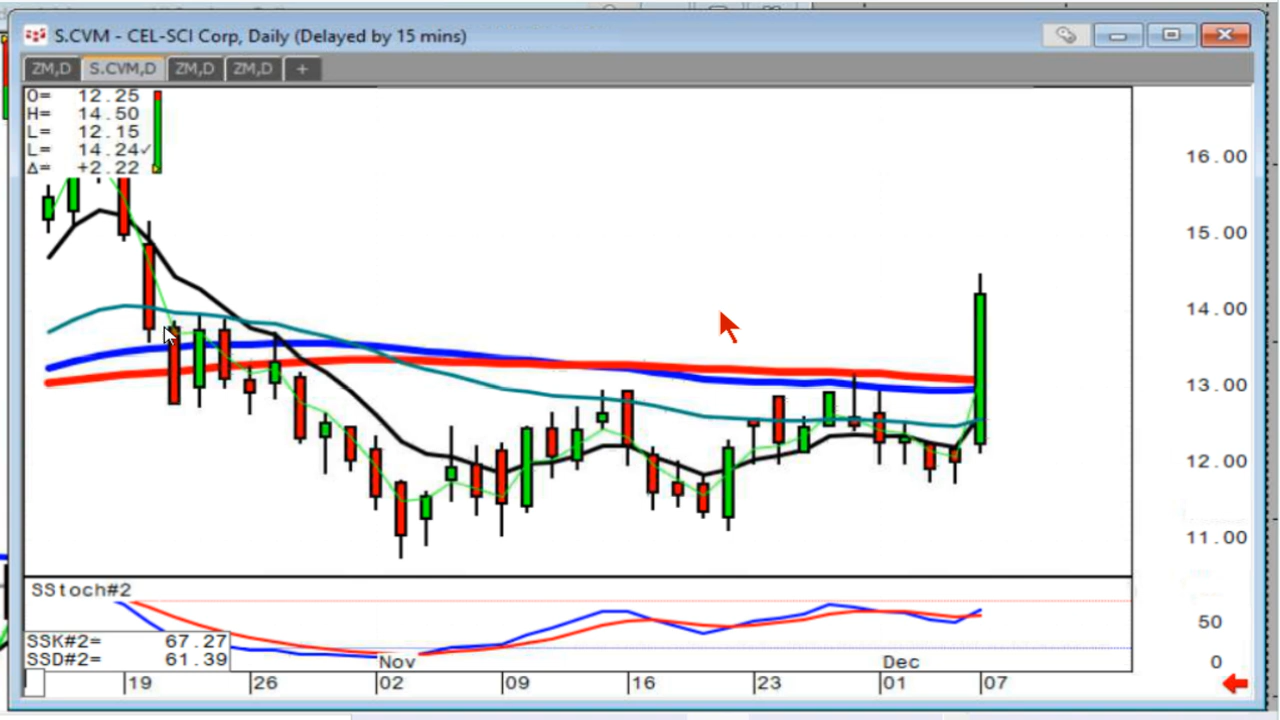 S.CVM - CEL-SCI Corp, Daily (Delayed by 15 mins)
ZM,D S.CVM,D ZM,D ZM,D +
O= 12.25
H= 14.50
L= 12.15
L= 14.24✓
Δ= +2.22
16.00
15.00
14.00
13.00
12.00
11.00
SStoch#2
50
SSK#2= 67.27
SSD#2= 61.39
0
Nov Dec
19 26 02 09 16 23 01 07